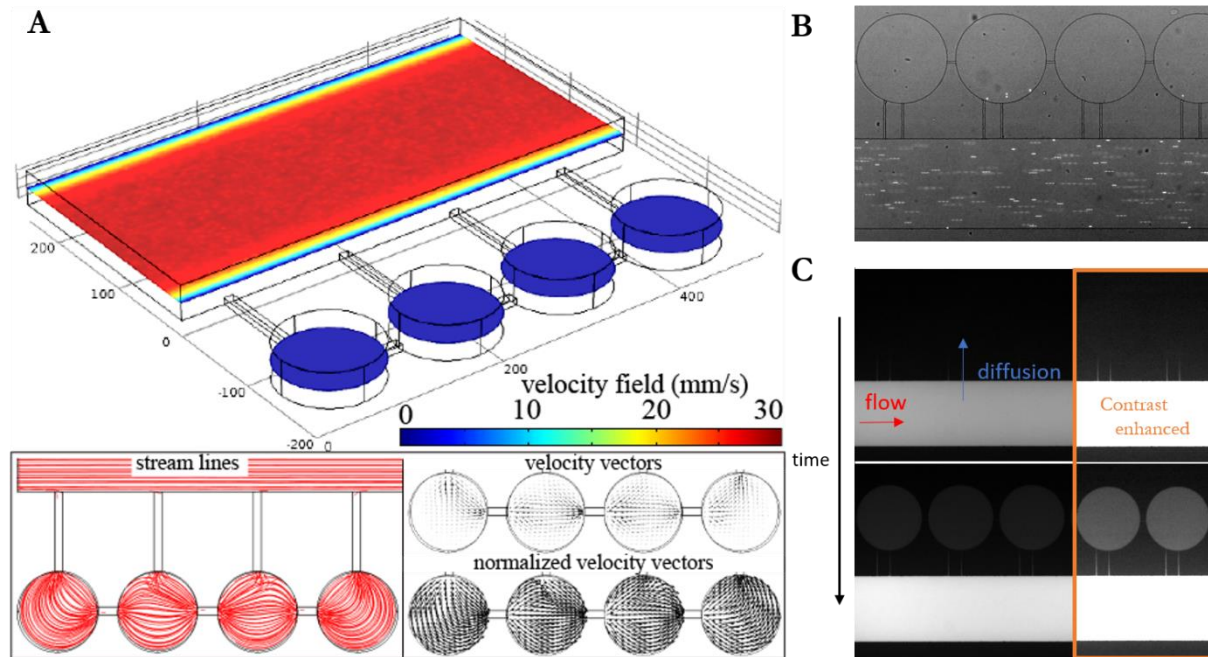 A
200
100
0
-100
-200
0
200
400
velocity field (mm/s)
0
10
20
30
stream lines
velocity vectors
normalized velocity vectors
B
C
time
diffusion
flow
Contrast
enhanced